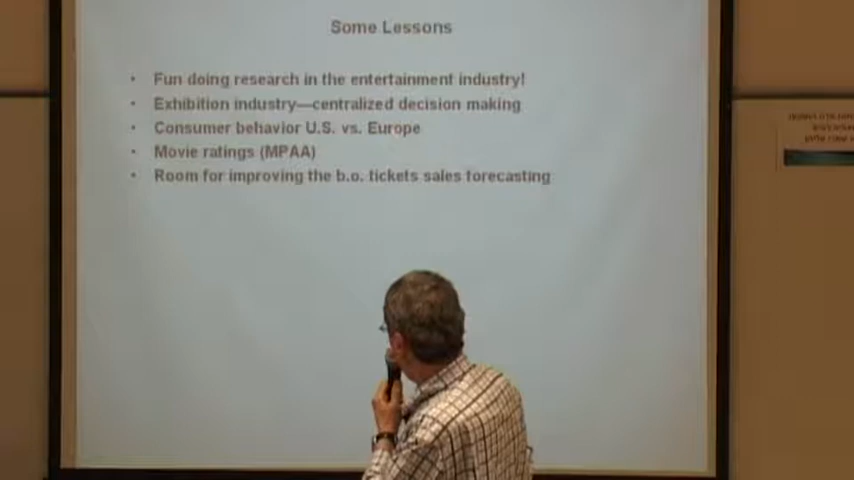 Some Lessons
• Fun doing research in the entertainment industry!
• Exhibition industry—centralized decision making
• Consumer behavior U.S. vs. Europe
• Movie ratings (MPAA)
• Room for improving the b.o. tickets sales forecasting